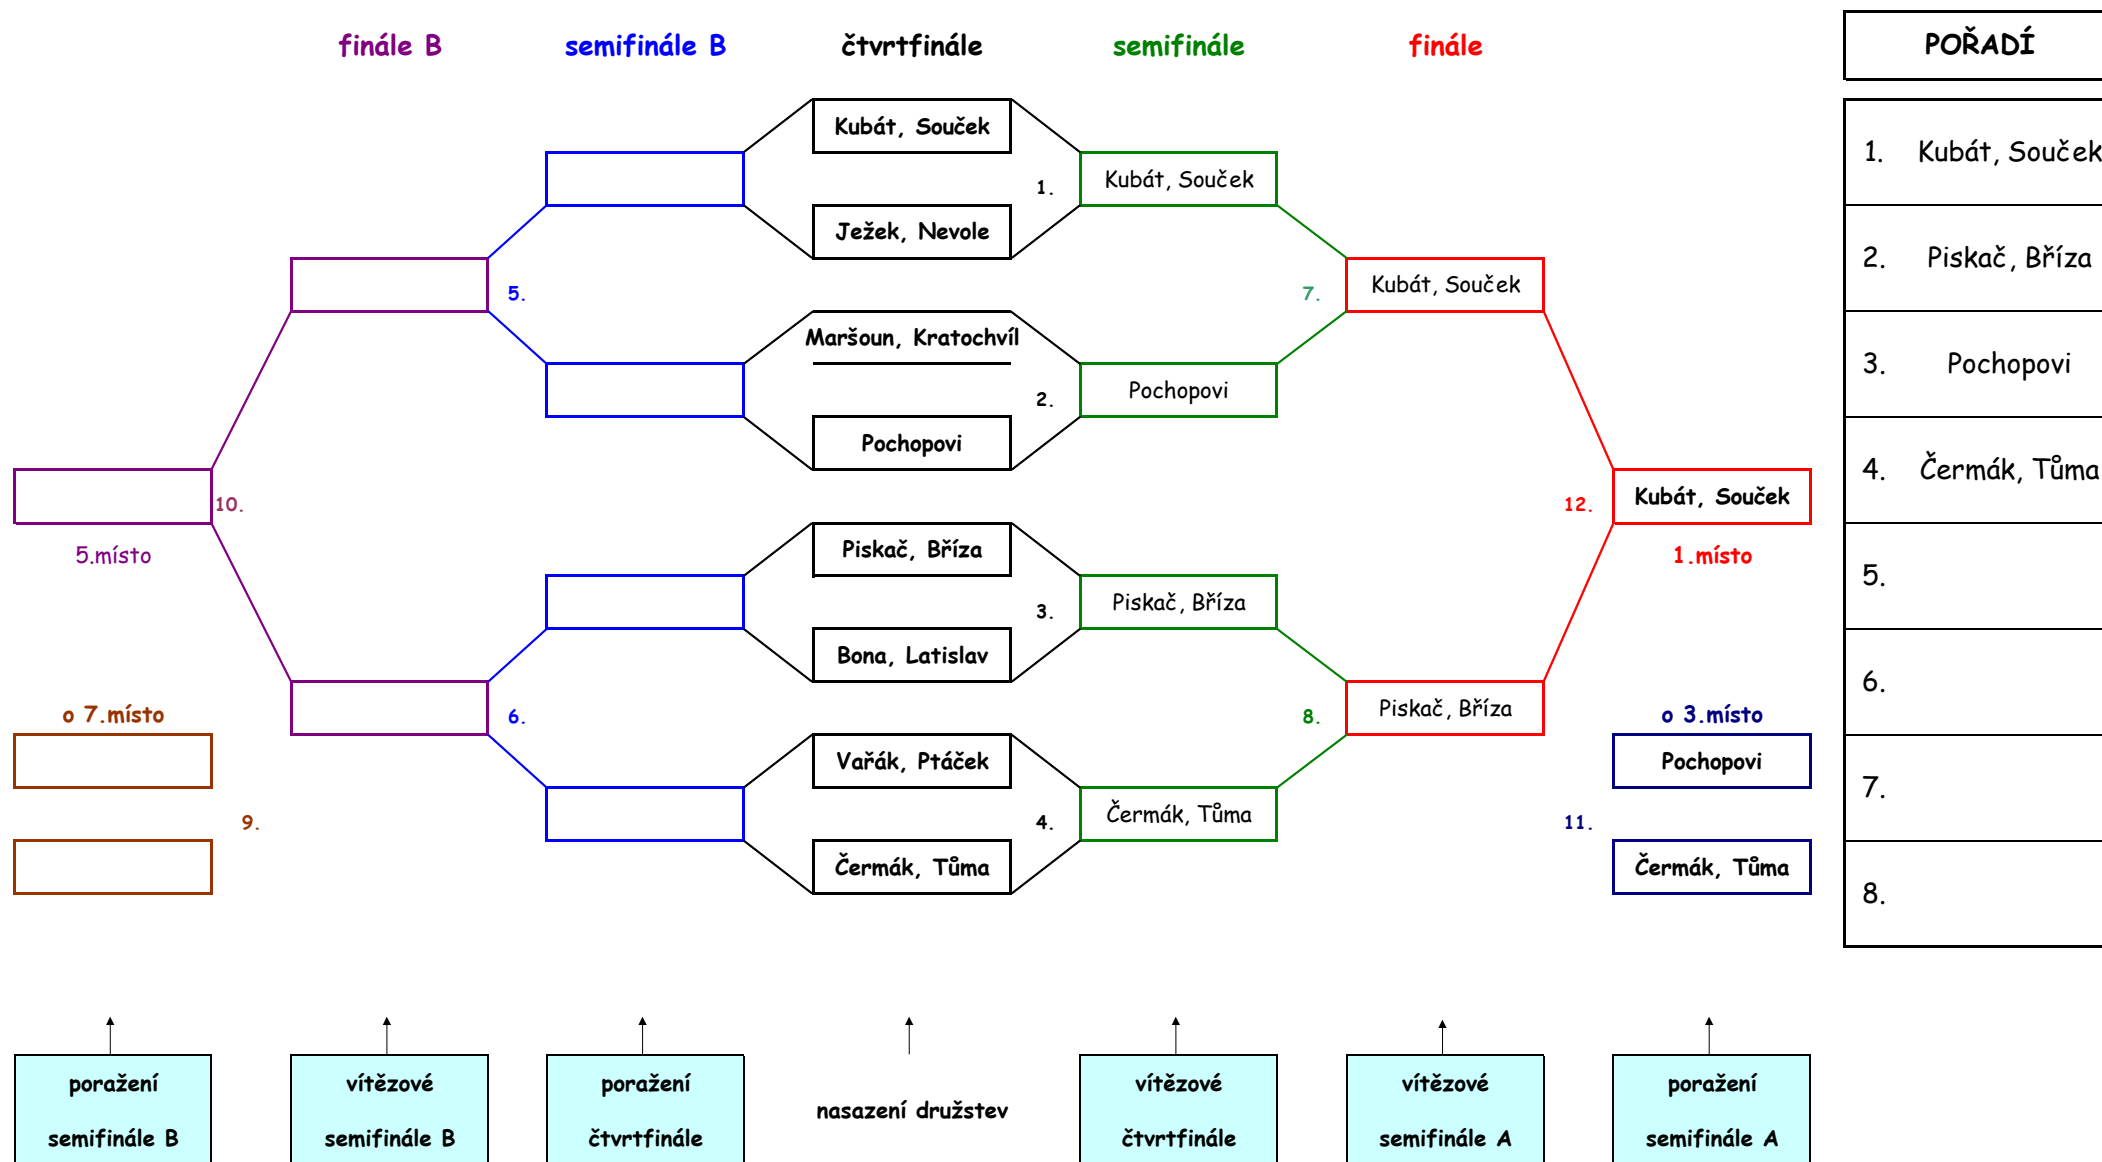 finále B
semifinále B
čtvrtfinále
semifinále
finále
POŘADÍ
Kubát, Souček
1.
Kubát, Souček
1. Kubát, Souček
Ježek, Nevole
5.
7.
Kubát, Souček
2. Piskač, Bříza
Maršoun, Kratochvíl
2.
Pochopovi
3. Pochopovi
Pochopovi
10.
5.místo
12.
Kubát, Souček
1.místo
4. Čermák, Tůma
Piskač, Bříza
3.
Piskač, Bříza
5.
Bona, Latislav
6.
8.
Piskač, Bříza
6.
o 7.místo
o 3.místo
Vařák, Ptáček
Pochopovi
7.
9.
4.
Čermák, Tůma
11.
Čermák, Tůma
Čermák, Tůma
8.
poražení
semifinále B
vítězové
semifinále B
poražení
čtvrtfinále
nasazení družstev
vítězové
čtvrtfinále
vítězové
semifinále A
poražení
semifinále A